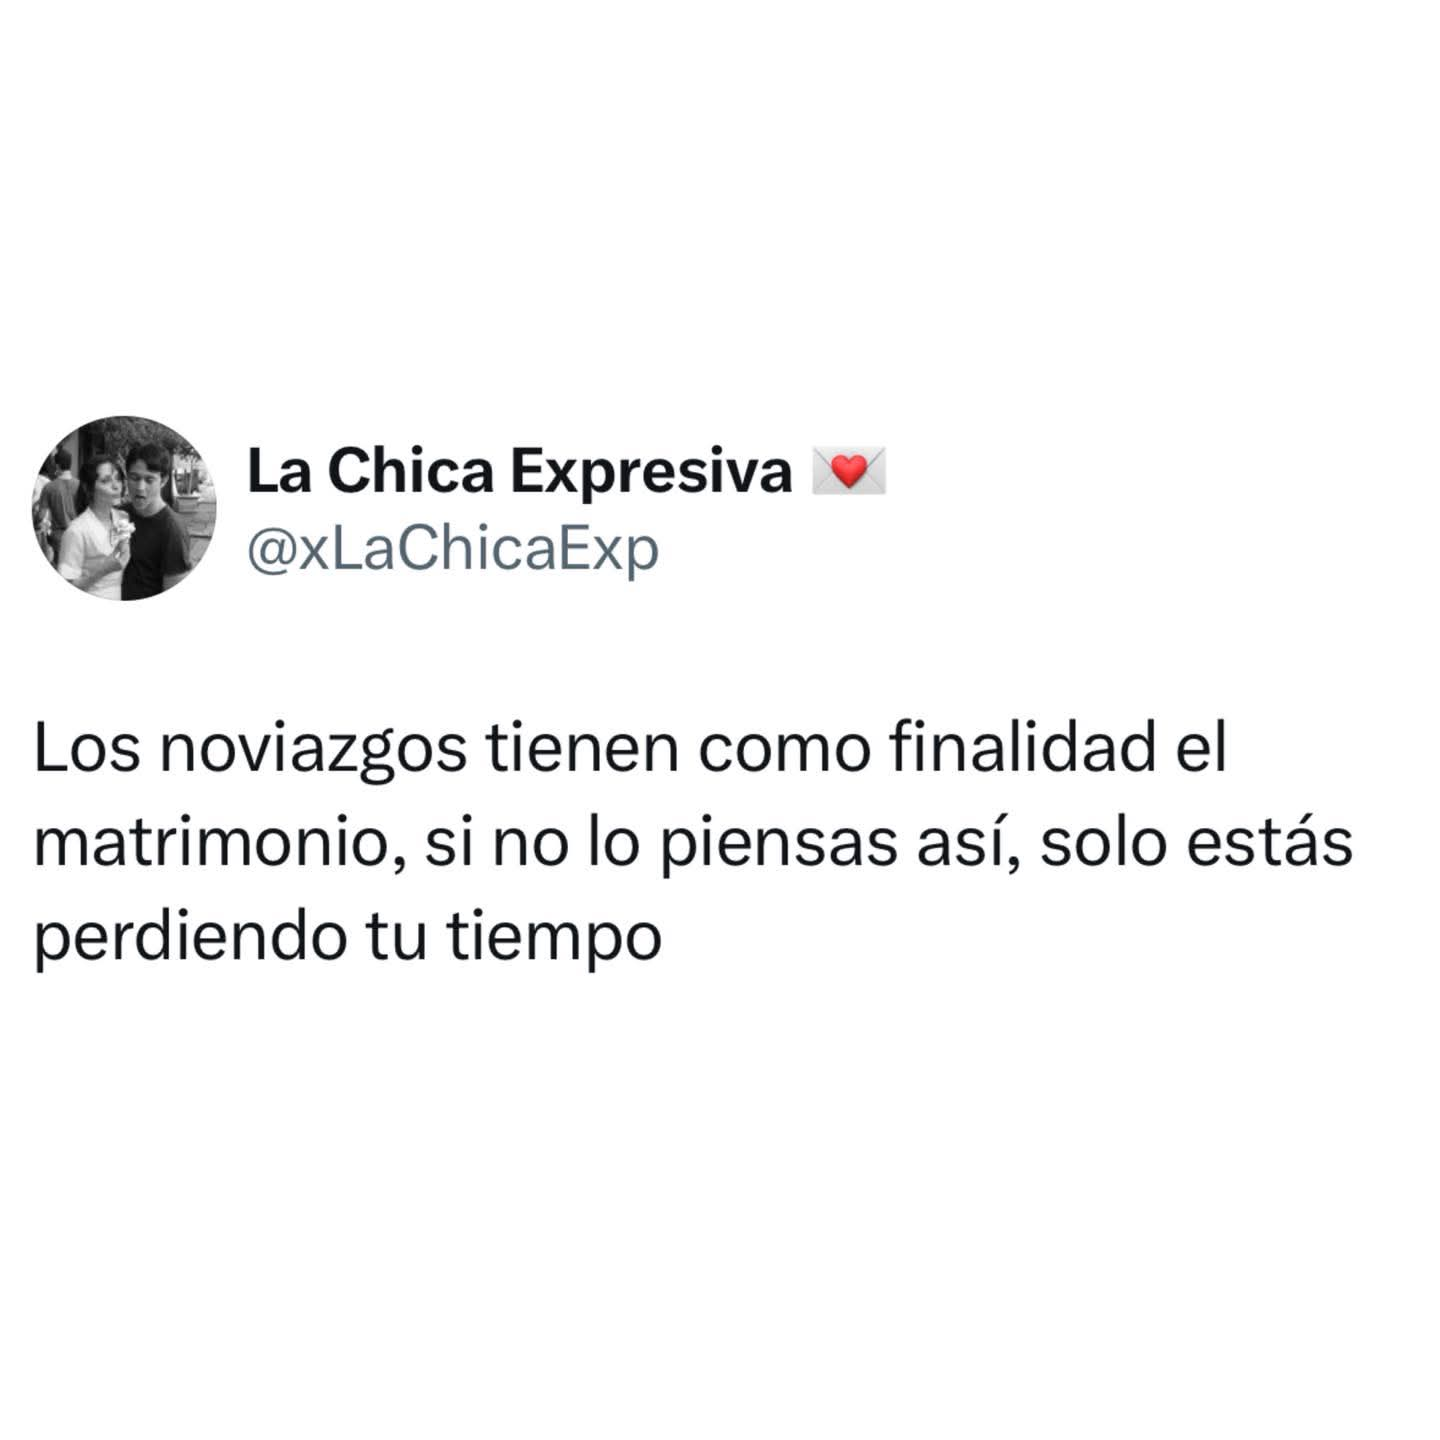 La Chica Expresiva 💌
@xLaChicaExp
Los noviazgos tienen como finalidad el
matrimonio, si no lo piensas así, solo estás
perdiendo tu tiempo